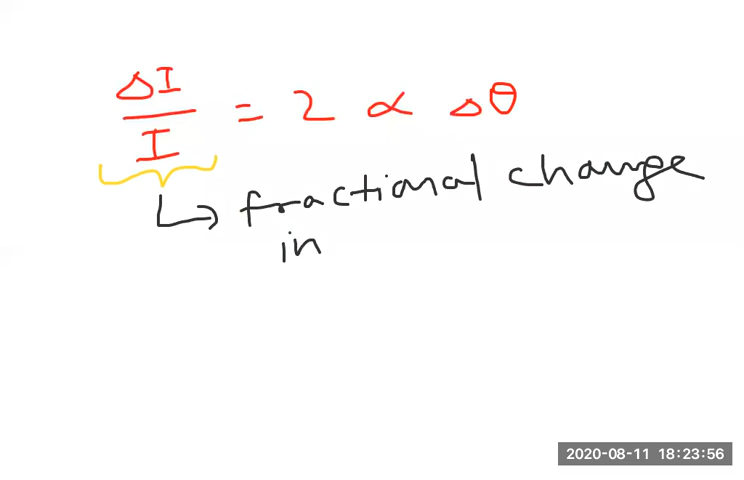 ΔI/I = 2 α Δθ
↳ fractional change
in
2020-08-11 18:23:56